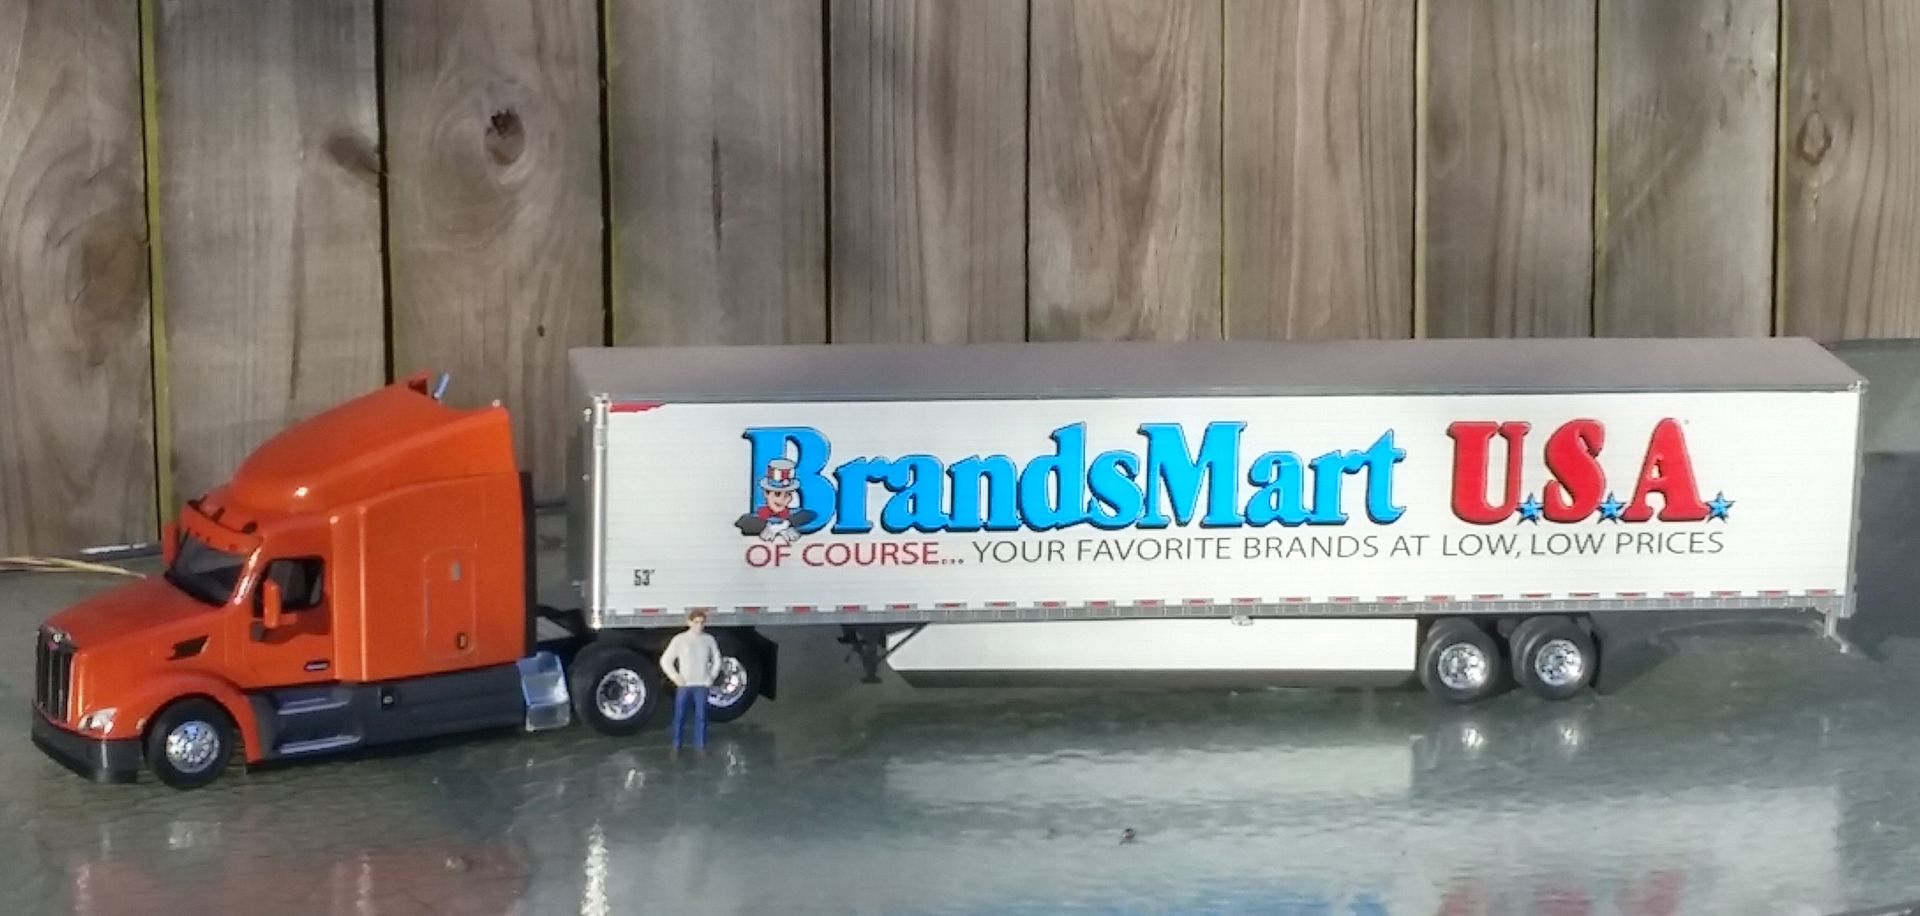 BrandsMart U.S.A.
OF COURSE... YOUR FAVORITE BRANDS AT LOW, LOW PRICES
53'